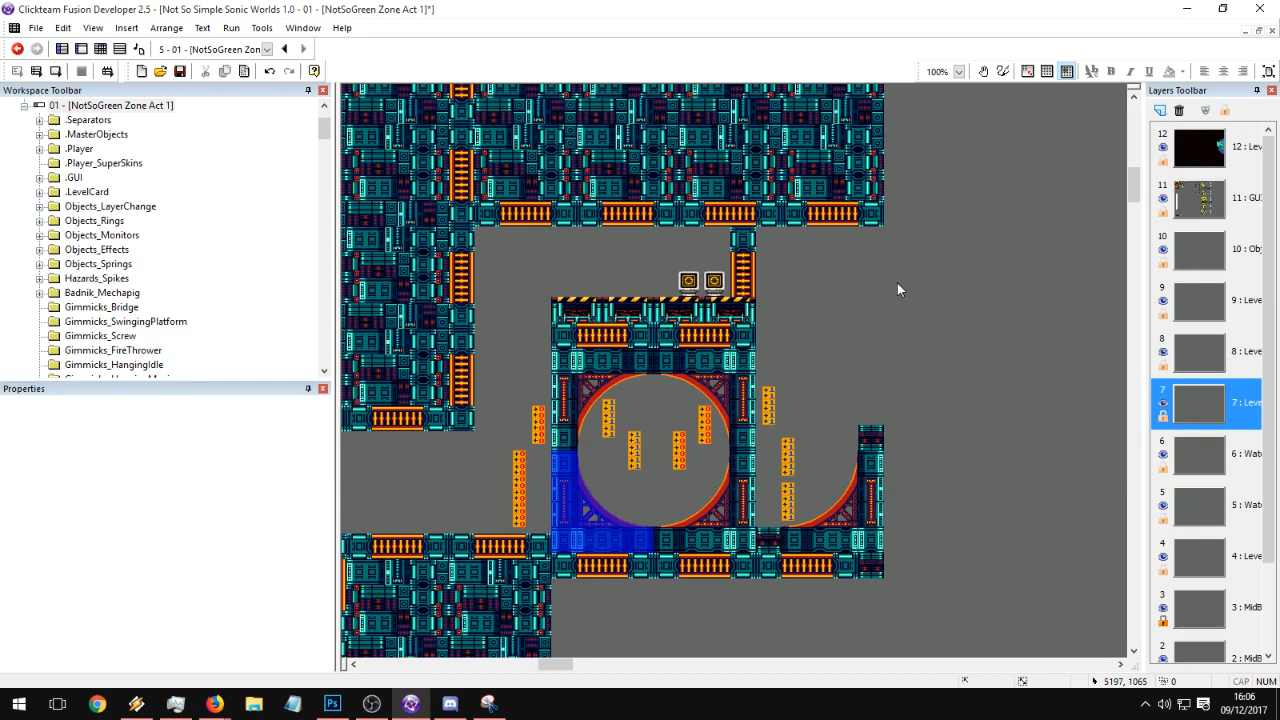 Clickteam Fusion Developer 2.5 - [Not So Simple Sonic Worlds 1.0 - 01 - [NotSoGreen Zone Act 1]*]
File Edit View Insert Arrange Text Run Tools Window Help
5 - 01 - [NotSoGreen Zon
100%
Workspace Toolbar
Layers Toolbar
01 - [NotSoGreen Zone Act 1]
.Separators
.MasterObjects
.Player
.Player_SuperSkins
.GUI
.LevelCard
Objects_LayerChange
Objects_Rings
Objects_Monitors
Objects_Effects
Objects_Springs
Hazards_Spikes
Badnik_Mechapig
Gimmicks_Bridge
Gimmicks_SwingingPlatform
Gimmicks_Screw
Gimmicks_FireThrower
Gimmicks_HangingIdle
Properties
12 12 : Lev
11 11 : GU
10 10 : Obj
9 9 : Leve
8 8 : Leve
7 7 : Leve
6 6 : Wat
5 5 : Wat
4 4 : Leve
3 3 : MidB
2 2 : MidB
5197, 1065
0
CAP NUM
16:06
09/12/2017